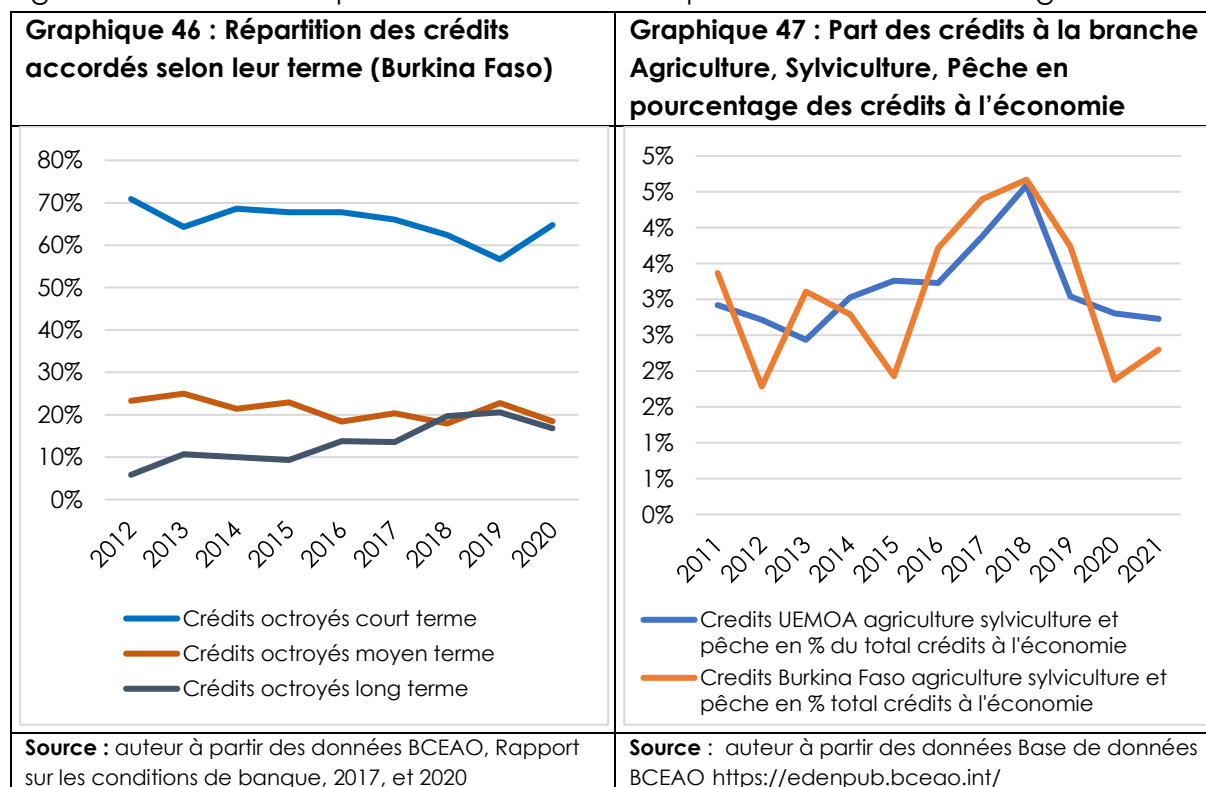 Graphique 46 : Répartition des crédits
accordés selon leur terme (Burkina Faso)
80%
70%
60%
50%
40%
30%
20%
10%
0%
2012
2013
2014
2015
2016
2017
2018
2019
2020
Crédits octroyés court terme
Crédits octroyés moyen terme
Crédits octroyés long terme
Source : auteur à partir des données BCEAO, Rapport
sur les conditions de banque, 2017, et 2020
Graphique 47 : Part des crédits à la branche
Agriculture, Sylviculture, Pêche en
pourcentage des crédits à l'économie
5%
5%
4%
4%
3%
3%
2%
2%
1%
1%
0%
2011
2012
2013
2014
2015
2016
2017
2018
2019
2020
2021
Credits UEMOA agriculture sylviculture et
pêche en % du total crédits à l'économie
Credits Burkina Faso agriculture sylviculture et
pêche en % total crédits à l'économie
Source : auteur à partir des données Base de données
BCEAO https://edenpub.bceao.int/